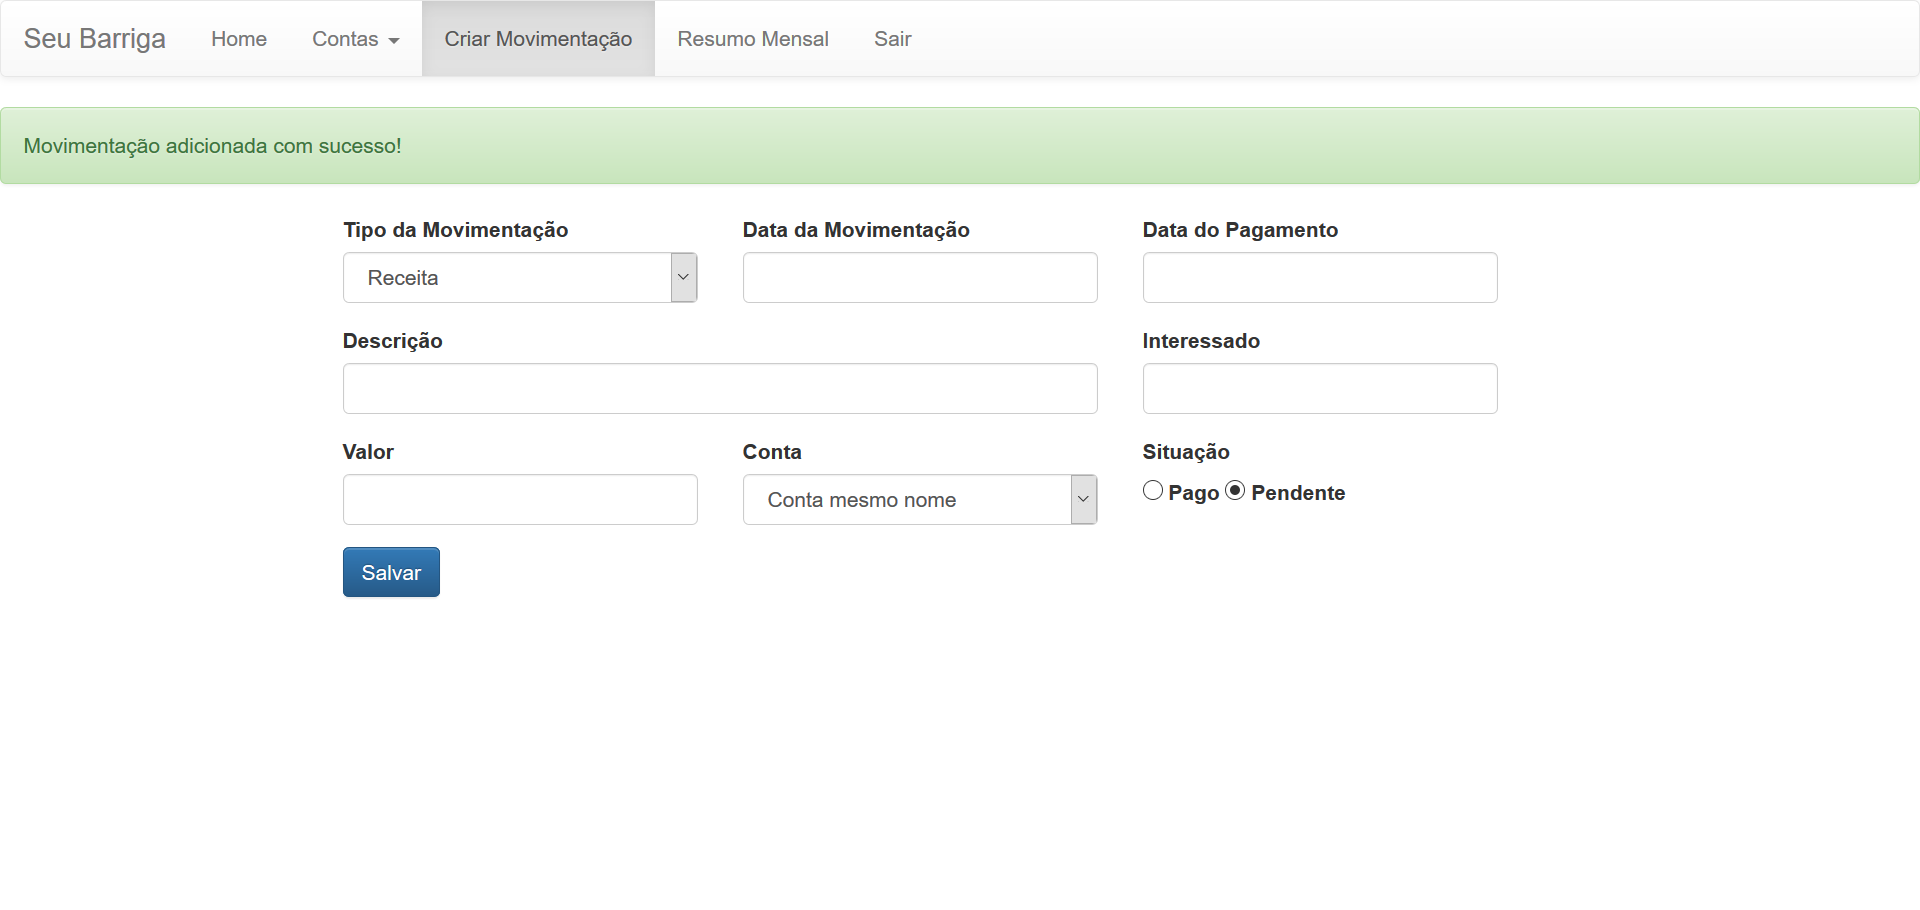 Seu Barriga Home Contas Criar Movimentação Resumo Mensal Sair
Movimentação adicionada com sucesso!
Tipo da Movimentação Data da Movimentação Data do Pagamento
Receita
Descrição Interessado
Valor Conta Situação
Conta mesmo nome Pago Pendente
Salvar